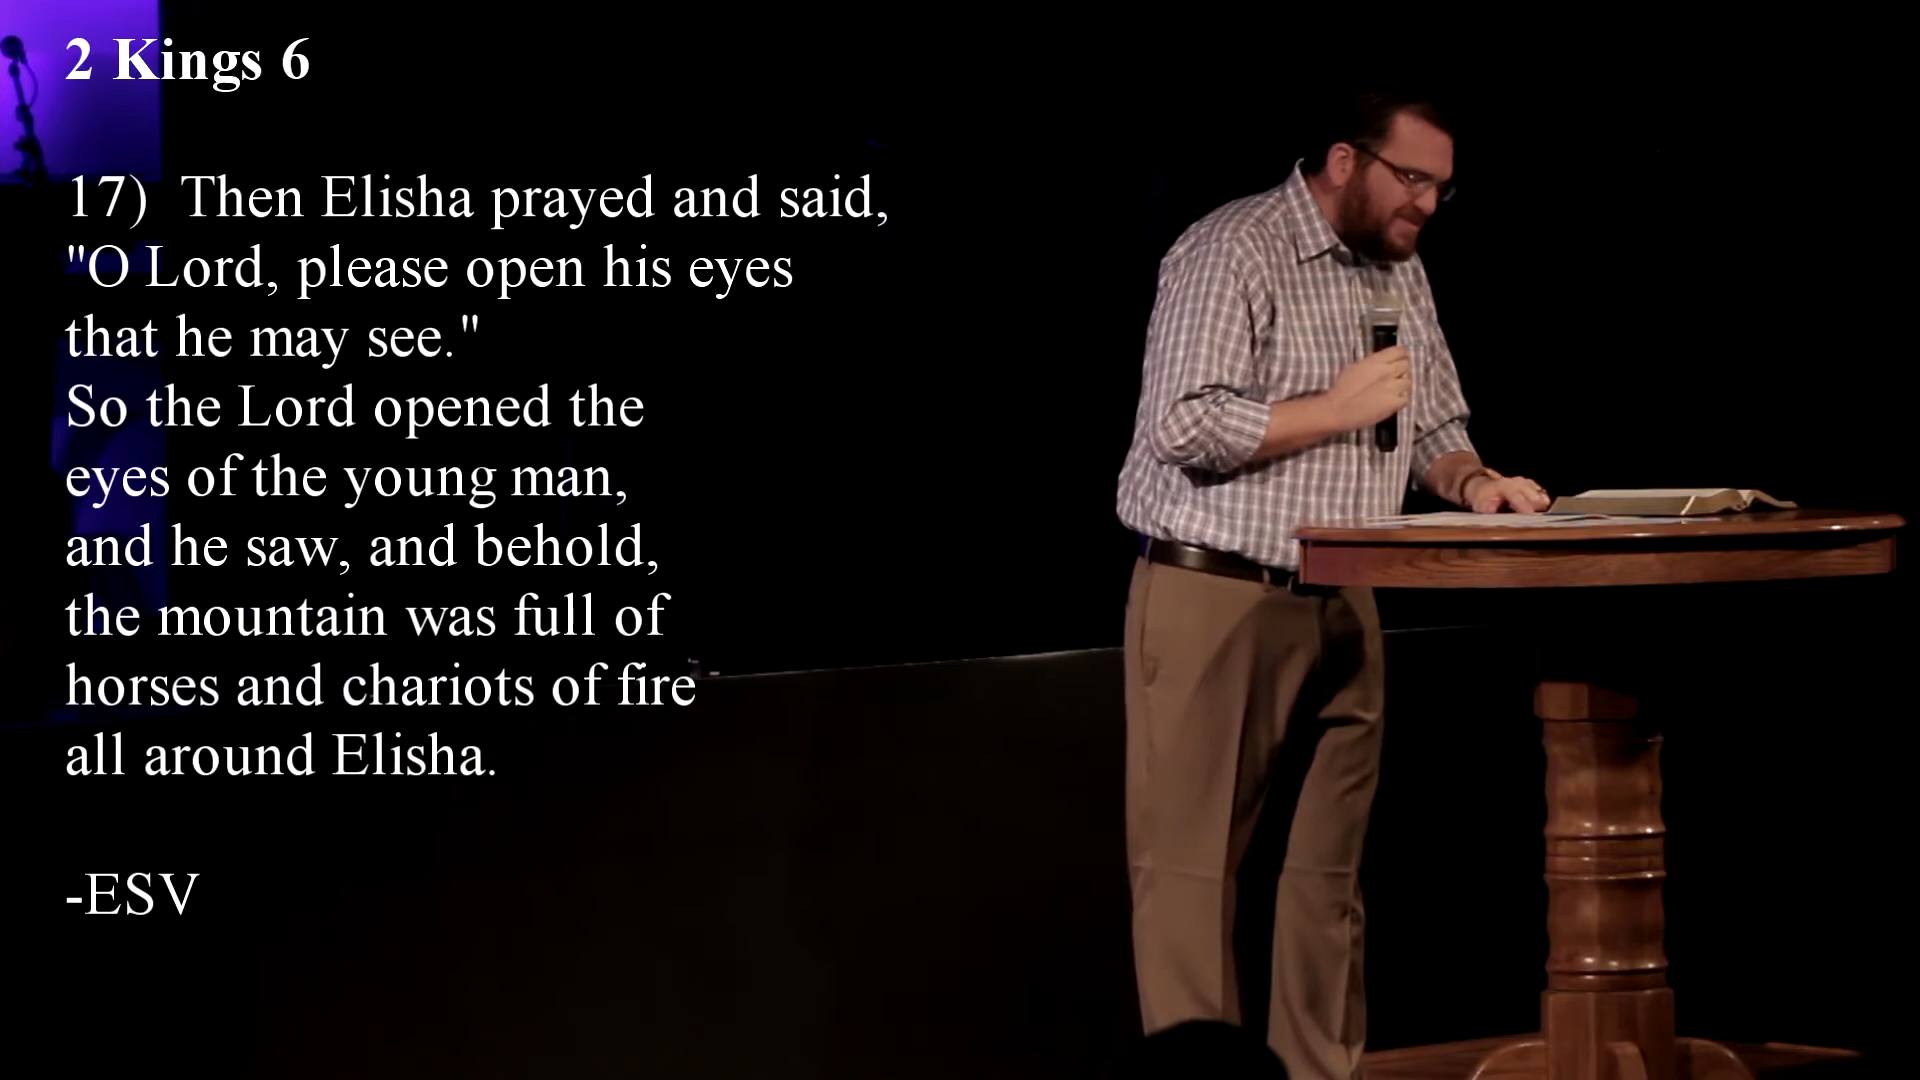 2 Kings 6
17) Then Elisha prayed and said,
"O Lord, please open his eyes
that he may see."
So the Lord opened the
eyes of the young man,
and he saw, and behold,
the mountain was full of
horses and chariots of fire
all around Elisha.
-ESV